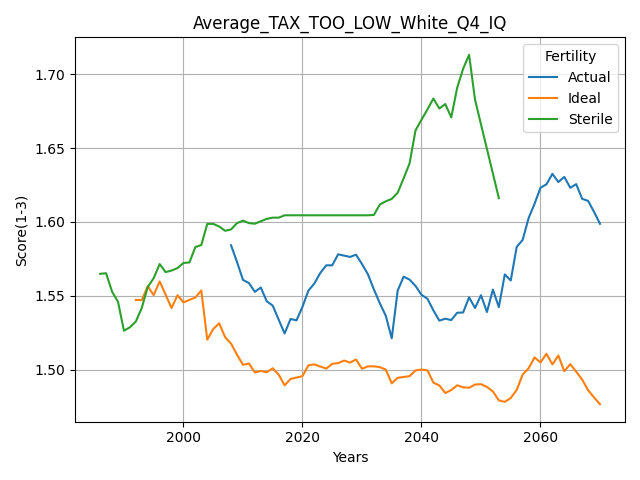 Average_TAX_TOO_LOW_White_Q4_IQ
Fertility
Actual
Ideal
Sterile
Score(1-3)
1.70
1.65
1.60
1.55
1.50
2000
2020
2040
2060
Years